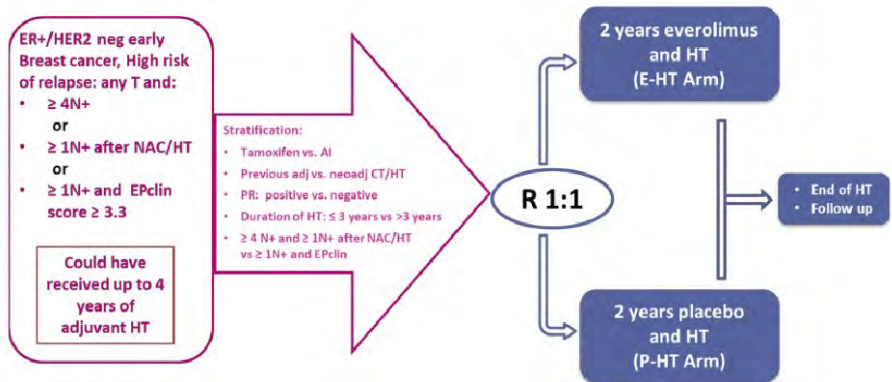 ER+/HER2 neg early
Breast cancer, High risk
of relapse: any T and:
• ≥ 4N+
or
• ≥ 1N+ after NAC/HT
or
• ≥ 1N+ and EPclin
score ≥ 3.3
Could have
received up to 4
years of
adjuvant HT
Stratification:
• Tamoxifen vs. AI
• Previous adj vs. neoadj CT/HT
• PR: positive vs. negative
• Duration of HT: ≤ 3 years vs >3 years
• ≥ 4 N+ and ≥ 1N+ after NAC/HT
vs ≥ 1N+ and EPclin
R 1:1
2 years everolimus
and HT
(E-HT Arm)
2 years placebo
and HT
(P-HT Arm)
• End of HT
• Follow up